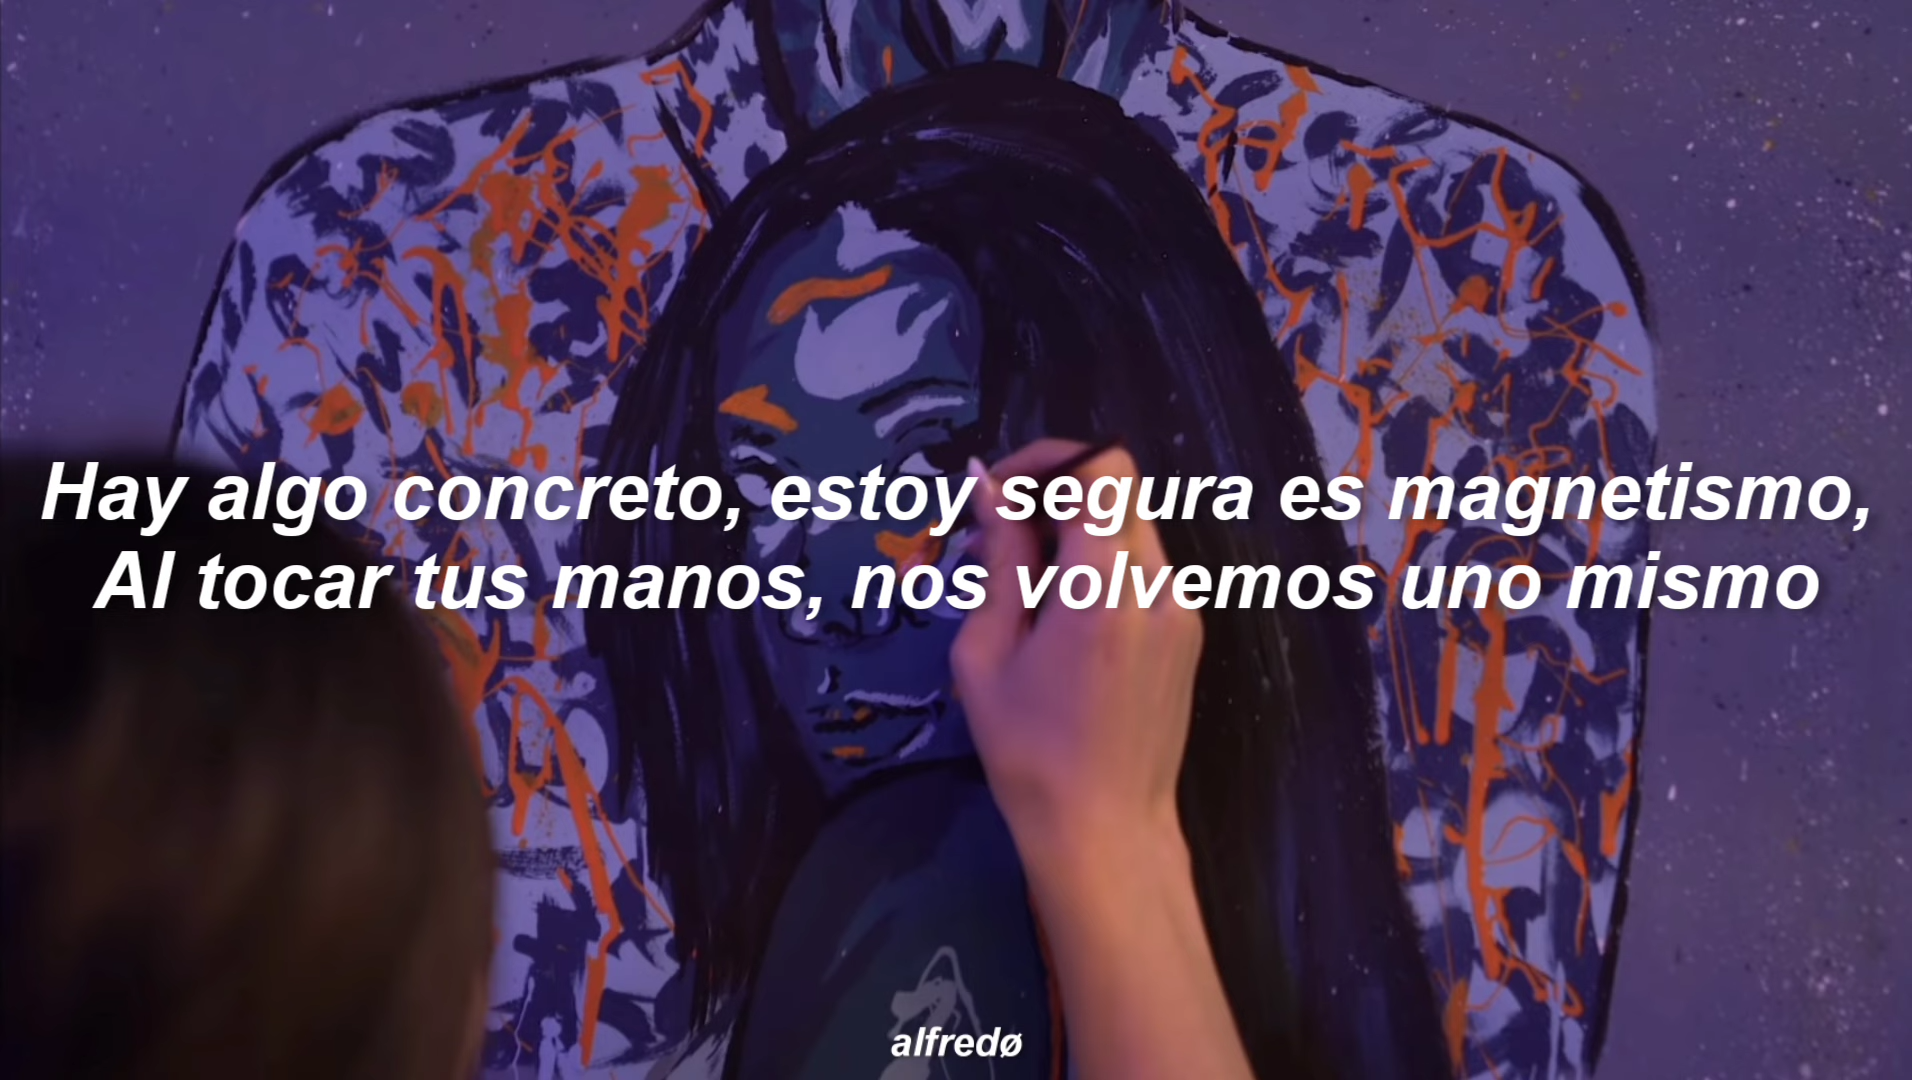 Hay algo concreto, estoy segura es magnetismo,
Al tocar tus manos, nos volvemos uno mismo
alfredø